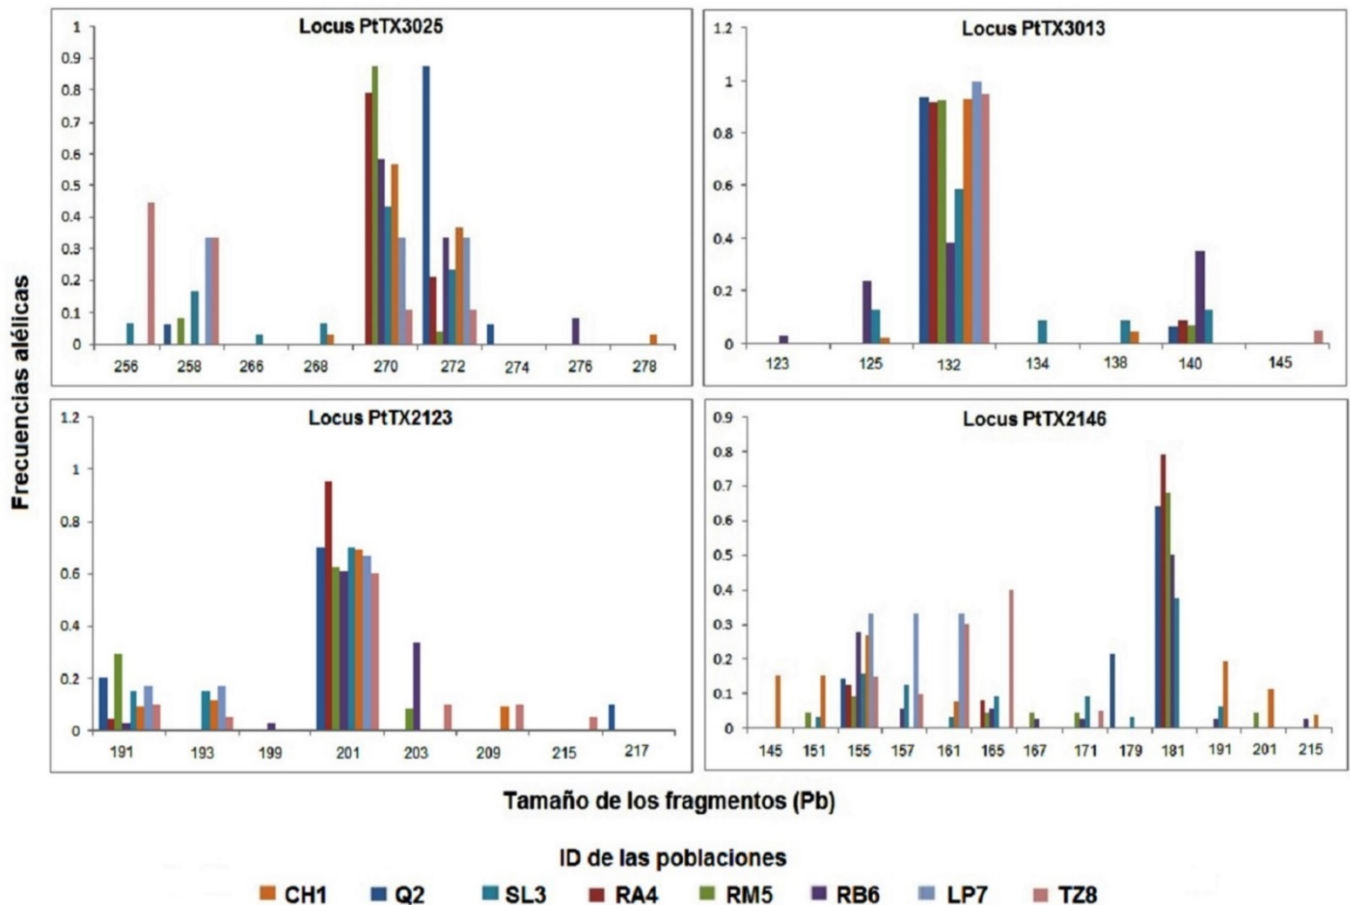 Locus PtTX3025
1
0.9
0.8
0.7
0.6
0.5
0.4
0.3
0.2
0.1
0
256 258 266 268 270 272 274 276 278
Locus PtTX3013
1.2
1
0.8
0.6
0.4
0.2
0
123 125 132 134 138 140 145
Frecuencias alélicas
Locus PtTX2123
1.2
1
0.8
0.6
0.4
0.2
0
191 193 199 201 203 209 215 217
Locus PtTX2146
0.9
0.8
0.7
0.6
0.5
0.4
0.3
0.2
0.1
0
145 151 155 157 161 165 167 171 179 181 191 201 215
Tamaño de los fragmentos (Pb)
ID de las poblaciones
CH1 Q2 SL3 RA4 RM5 RB6 LP7 TZ8